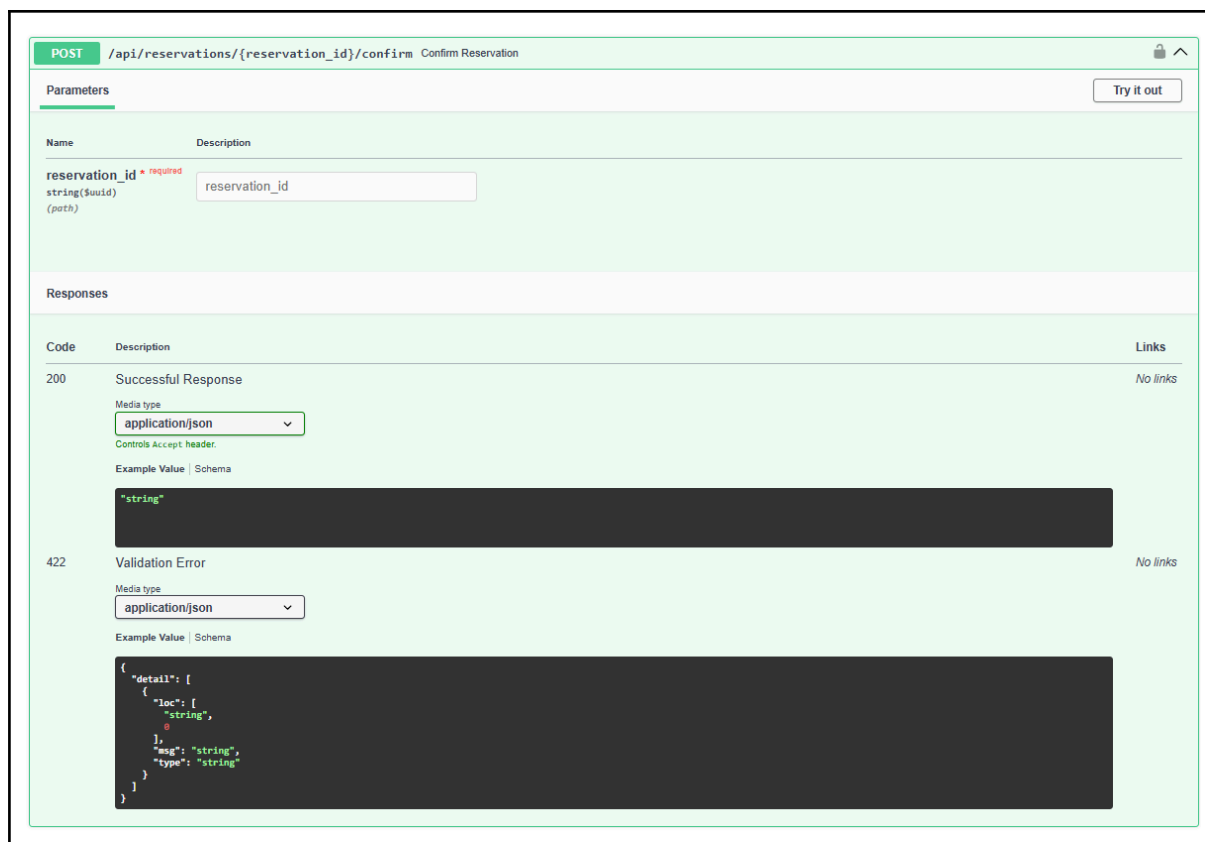 POST /api/reservations/{reservation_id}/confirm Confirm Reservation
Parameters
Try it out
Name Description
reservation_id * required
string($uuid)
(path)
reservation_id
Responses
Code Description Links
200 Successful Response No links
Media type
application/json
Controls Accept header.
Example Value Schema
"string"
422 Validation Error No links
Media type
application/json
Example Value Schema
{
"detail": [
{
"loc": [
"string",
0
],
"msg": "string",
"type": "string"
}
]
}